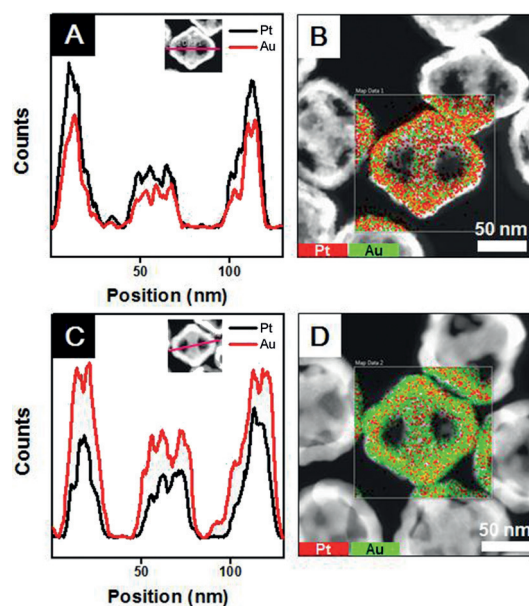 A
Pt
Au
Counts
50
100
Position (nm)
B
Map Data 1
50 nm
Pt
Au
C
Pt
Au
Counts
50
100
Position (nm)
D
Map Data 2
50 nm
Pt
Au